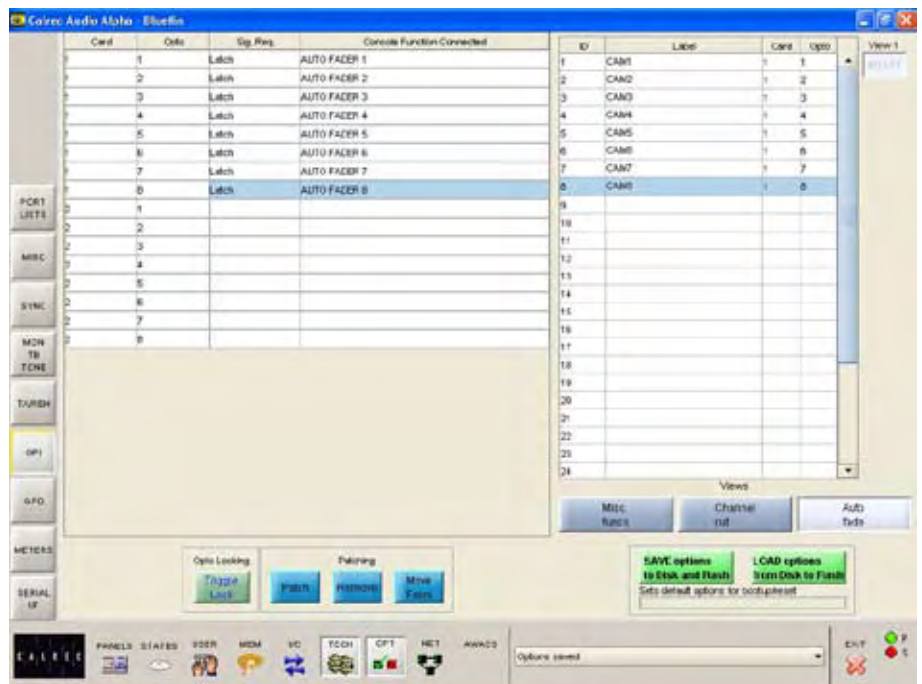 Calrec Audio Alpha - Bluefin
Card Opto Sig. Req. Console Function Connected
1 1 Latch AUTO FADER 1
1 2 Latch AUTO FADER 2
1 3 Latch AUTO FADER 3
1 4 Latch AUTO FADER 4
1 5 Latch AUTO FADER 5
1 6 Latch AUTO FADER 6
1 7 Latch AUTO FADER 7
1 8 Latch AUTO FADER 8
2 1
2 2
2 3
2 4
2 5
2 6
2 7
2 8
ID Label Card Opto
1 CAM1 1 1
2 CAM2 1 2
3 CAM3 1 3
4 CAM4 1 4
5 CAM5 1 5
6 CAM6 1 6
7 CAM7 1 7
8 CAM8 1 8
9
10
11
12
13
14
15
16
17
18
19
20
21
22
23
24
View 1
PORT
LISTS
MISC
SYNC
MON
TB
TONE
TX/REH
GPI
GPO
METERS
SERIAL
I/F
Views
Misc
funcs
Channel
cut
Auto
fade
Opto Locking
Toggle
Lock
Patching
Patch
Remove
Move
Fwds
SAVE options
to Disk and Flash
LOAD options
from Disk to Flash
Sets default options for bootup/reset
CALREC
PANELS STATES USER MEM I/O TECH OPT NET AWACS
Options saved
EXIT
P
S